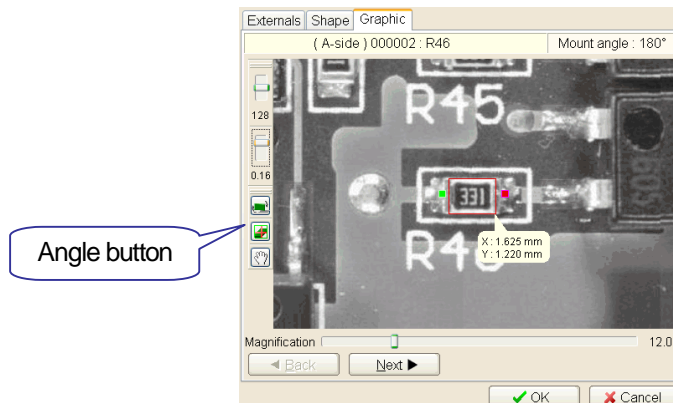 Externals Shape Graphic
( A-side ) 000002 : R46 Mount angle : 180°
R45
128
0.16
331
X : 1.625 mm
Y : 1.220 mm
Angle button
Magnification 12.0
Back Next
OK Cancel